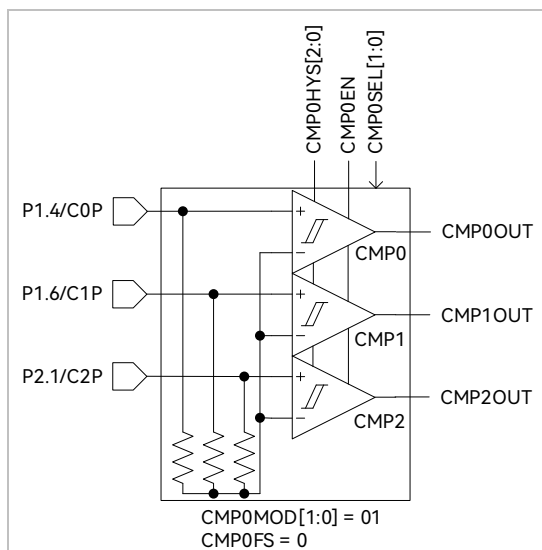 CMP0HYS[2:0]
CMP0EN
CMP0SEL[1:0]
P1.4/C0P
+
−
CMP0
CMP0OUT
P1.6/C1P
+
−
CMP1
CMP1OUT
P2.1/C2P
+
−
CMP2
CMP2OUT
CMP0MOD[1:0] = 01
CMP0FS = 0